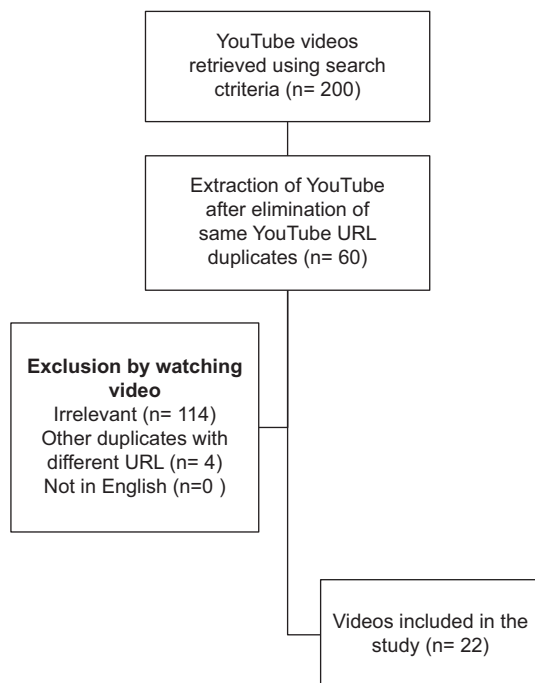 YouTube videos
retrieved using search
ctriteria (n= 200)
Extraction of YouTube
after elimination of
same YouTube URL
duplicates (n= 60)
Exclusion by watching
video
Irrelevant (n= 114)
Other duplicates with
different URL (n= 4)
Not in English (n=0 )
Videos included in the
study (n= 22)